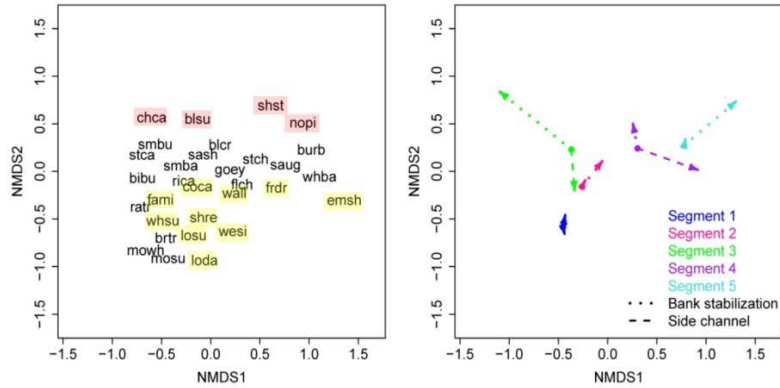 1.5
1.0
0.5
0.0
−0.5
−1.0
−1.5
NMDS2
chca
blsu
shst
nopi
smbu
blcr
burb
stca
sash
stch
smba
goey
saug
bibu
rica
flch
whba
coca
wall
frdr
fami
emsh
rati
whsu
shre
brtr
losu
wesi
mowh
mosu
loda
−1.5 −1.0 −0.5 0.0 0.5 1.0 1.5
NMDS1
1.5
1.0
0.5
0.0
−0.5
−1.0
−1.5
NMDS2
Segment 1
Segment 2
Segment 3
Segment 4
Segment 5
Bank stabilization
Side channel
−1.5 −1.0 −0.5 0.0 0.5 1.0 1.5
NMDS1